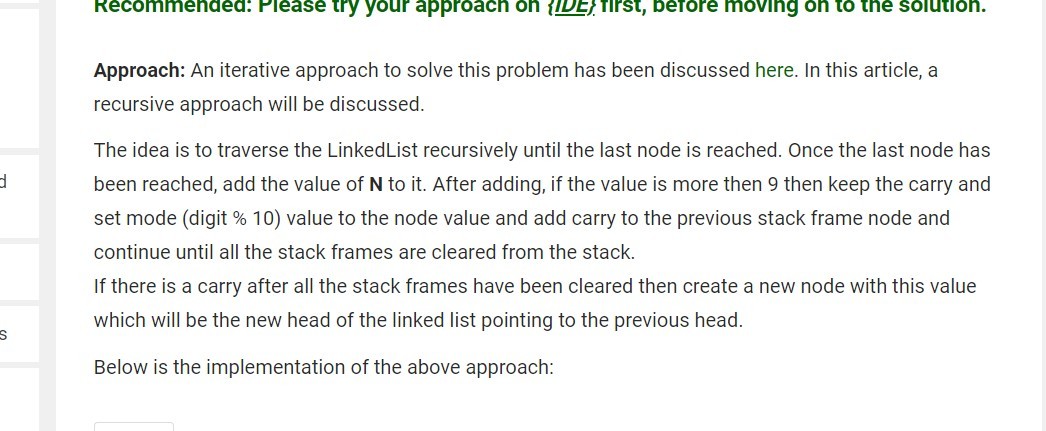 Recommended: Please try your approach on {IDE} first, before moving on to the solution.
Approach: An iterative approach to solve this problem has been discussed here. In this article, a
recursive approach will be discussed.
The idea is to traverse the LinkedList recursively until the last node is reached. Once the last node has
been reached, add the value of N to it. After adding, if the value is more then 9 then keep the carry and
set mode (digit % 10) value to the node value and add carry to the previous stack frame node and
continue until all the stack frames are cleared from the stack.
If there is a carry after all the stack frames have been cleared then create a new node with this value
which will be the new head of the linked list pointing to the previous head.
Below is the implementation of the above approach:
d
s